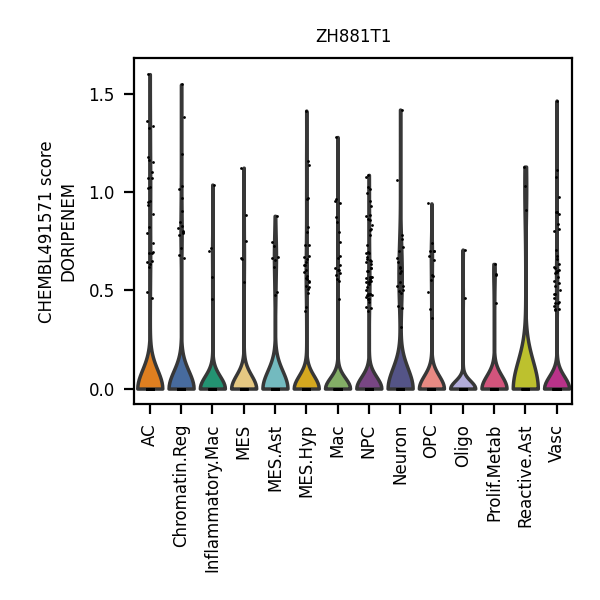 ZH881T1
CHEMBL491571 score
DORIPENEM
1.5
1.0
0.5
0.0
AC
Chromatin.Reg
Inflammatory.Mac
MES
MES.Ast
MES.Hyp
Mac
NPC
Neuron
OPC
Oligo
Prolif.Metab
Reactive.Ast
Vasc